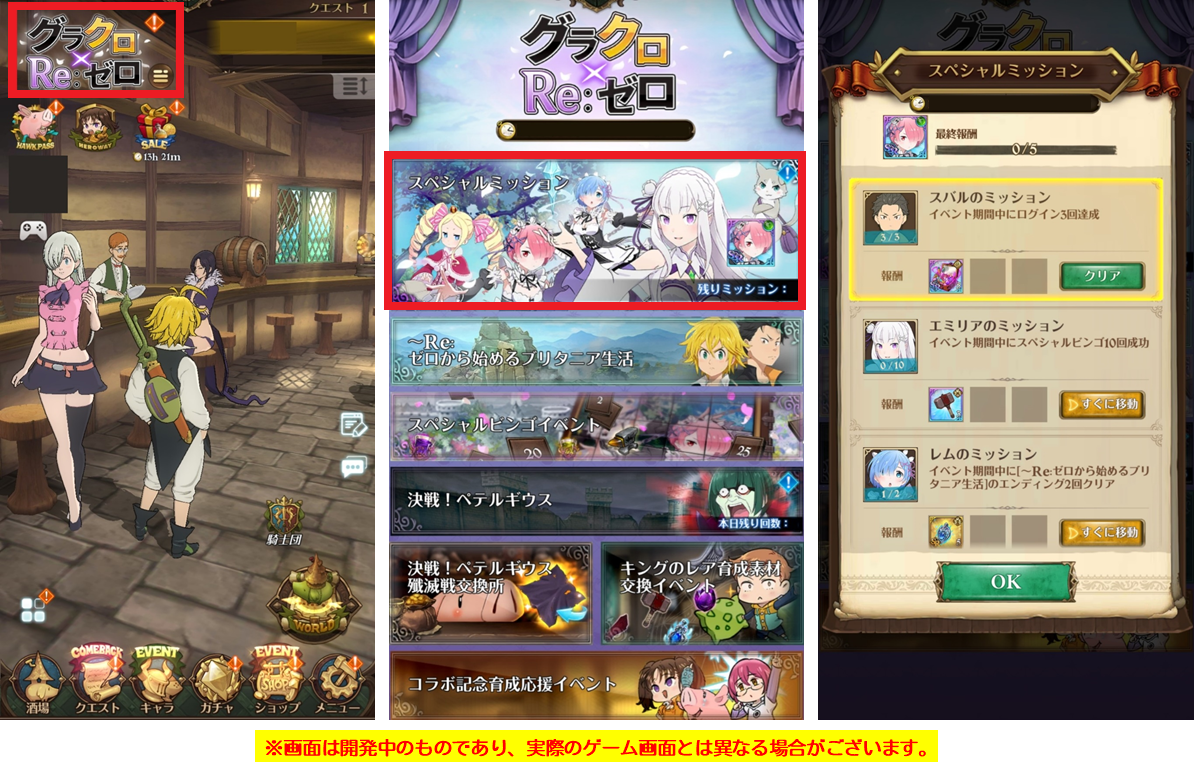 クエスト 1
グラクロ
×
Re:ゼロ
HAWK PASS
HEROWAY
SALE
13h 21m
騎士団
WORLD
COMEBACK
EVENT
EVENT
SHOP
酒場
クエスト
キャラ
ガチャ
ショップ
メニュー
グラクロ
×
Re:ゼロ
スペシャルミッション
残りミッション：
～Re:
ゼロから始めるブリタニア生活
スペシャルビンゴイベント
2
20
25
決戦！ペテルギウス
本日残り回数：
決戦！ペテルギウス
殲滅戦交換所
キングのレア育成素材
交換イベント
コラボ記念育成応援イベント
グラクロ
スペシャルミッション
最終報酬
0/5
スバルのミッション
イベント期間中にログイン3回達成
3/3
報酬
クリア
エミリアのミッション
イベント期間中にスペシャルビンゴ10回成功
0/10
報酬
すぐに移動
レムのミッション
イベント期間中に[～Re:ゼロから始めるブリ
タニア生活]のエンディング2回クリア
1/2
報酬
すぐに移動
OK
※画面は開発中のものであり、実際のゲーム画面とは異なる場合がございます。